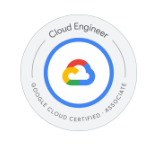 Cloud Engineer
GOOGLE CLOUD CERTIFIED · ASSOCIATE